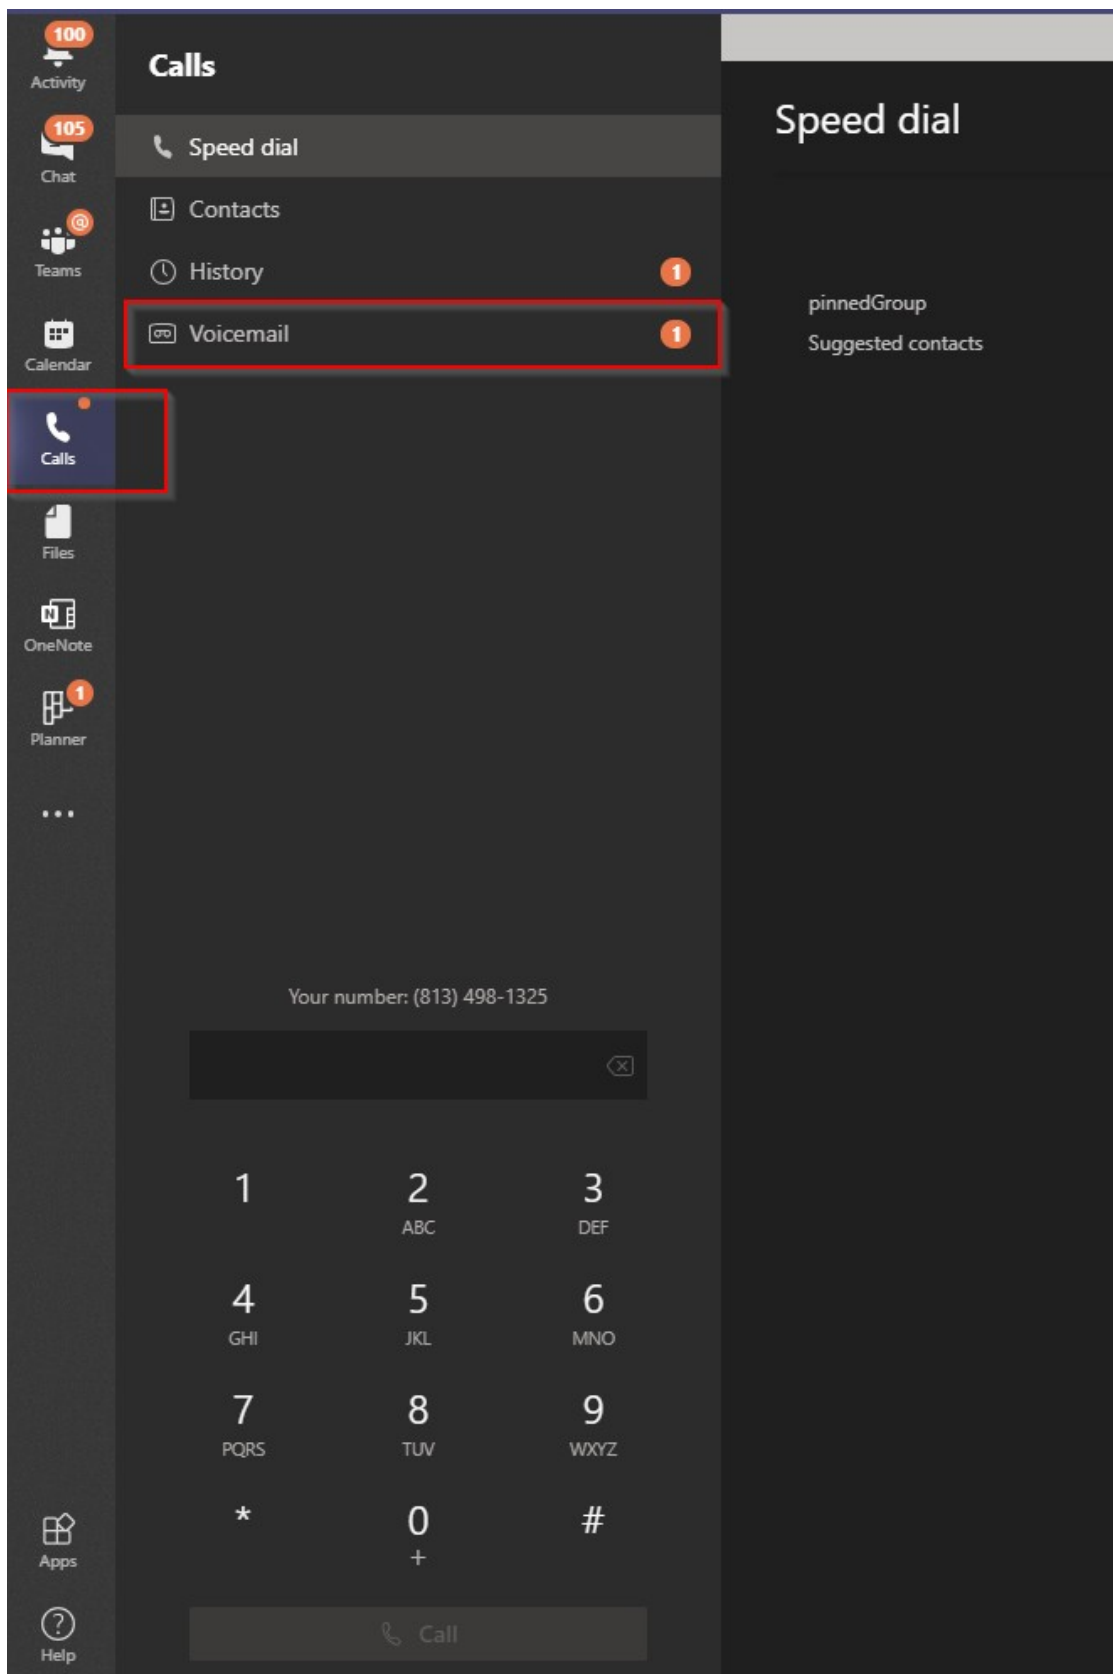 100
Activity
105
Chat
@
Teams
Calendar
Calls
Files
N
OneNote
1
Planner
...
Apps
?
Help
Calls
Speed dial
Contacts
History 1
Voicemail 1
Your number: (813) 498-1325
1 2 3
ABC DEF
4 5 6
GHI JKL MNO
7 8 9
PQRS TUV WXYZ
* 0 #
+
Call
Speed dial
pinnedGroup
Suggested contacts